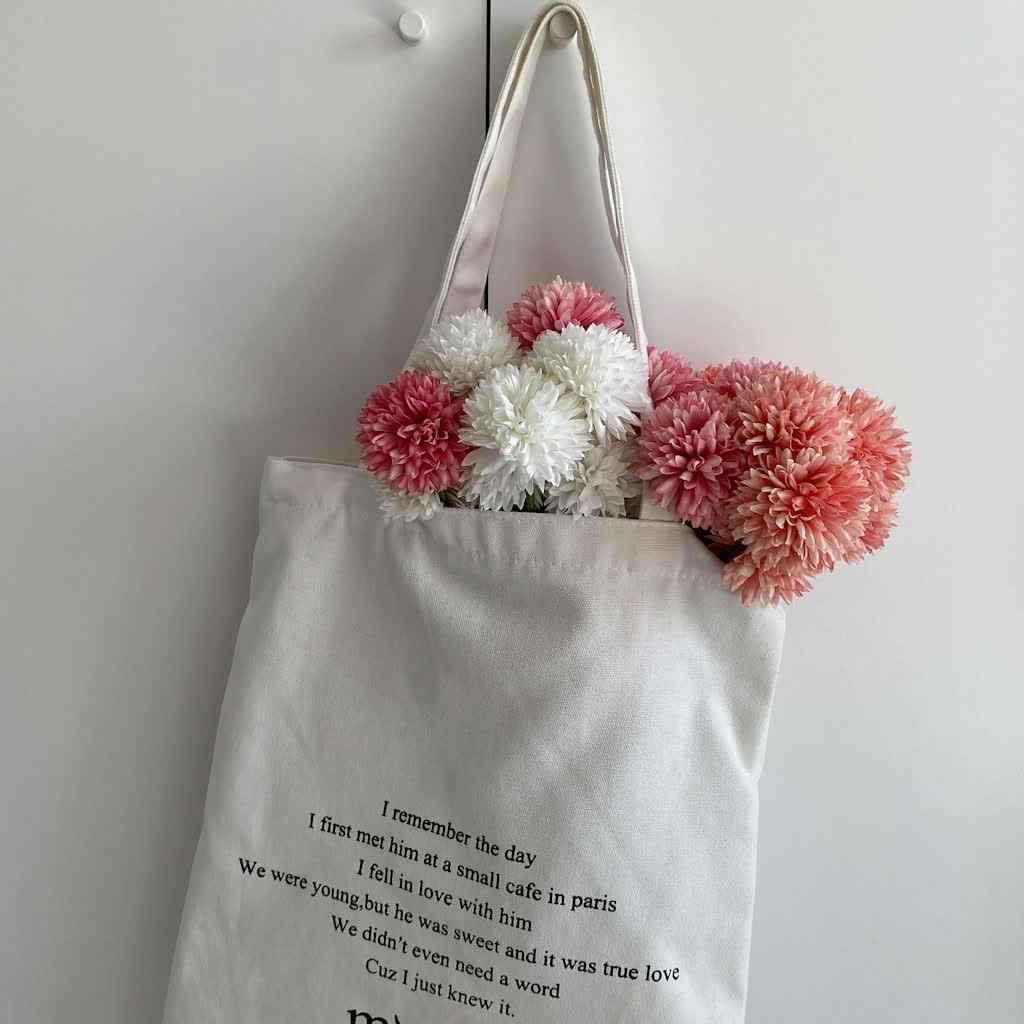 I remember the day
I first met him at a small cafe in paris
I fell in love with him
We were young,but he was sweet and it was true love
We didn't even need a word
Cuz I just knew it.